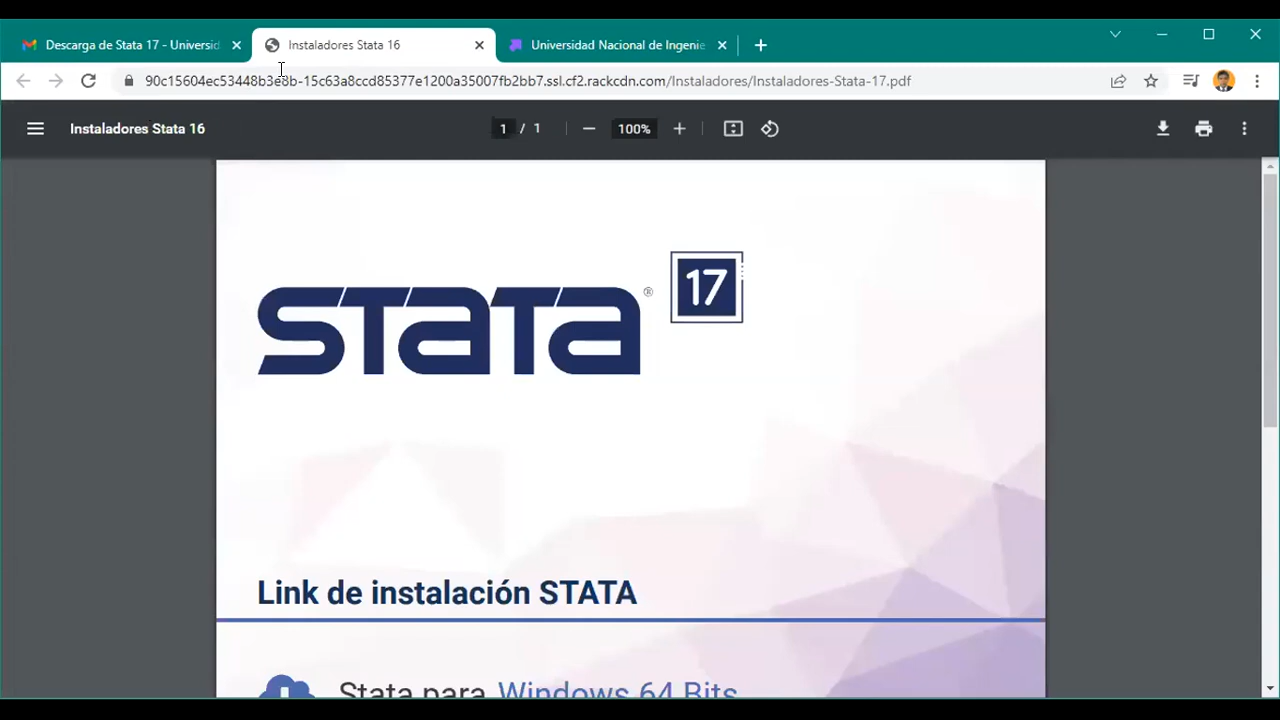 Descarga de Stata 17 - Universid
Instaladores Stata 16
Universidad Nacional de Ingenie
90c15604ec53448b3e8b-15c63a8ccd85377e1200a35007fb2bb7.ssl.cf2.rackcdn.com/Instaladores/Instaladores-Stata-17.pdf
Instaladores Stata 16
1 / 1
100%
STATA ® 17
Link de instalación STATA
Stata para Windows 64 Bits